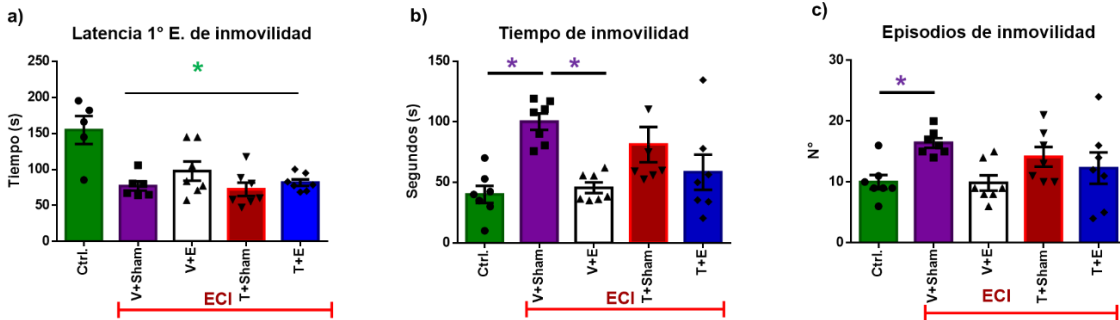 a)
Latencia 1° E. de inmovilidad
Tiempo (s)
250
200
150
100
50
0
*
Ctrl.
V+Sham
V+E
T+Sham
T+E
ECI
b)
Tiempo de inmovilidad
Segundos (s)
150
100
50
0
*
*
Ctrl.
V+Sham
V+E
T+Sham
T+E
ECI
c)
Episodios de inmovilidad
N°
30
20
10
0
*
Ctrl.
V+Sham
V+E
T+Sham
T+E
ECI